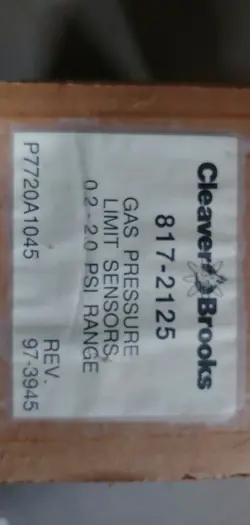 Cleaver Brooks
817-2125
GAS PRESSURE
LIMIT SENSORS
0.2-2.0 PSI RANGE
P7720A1045 REV. 97-3945